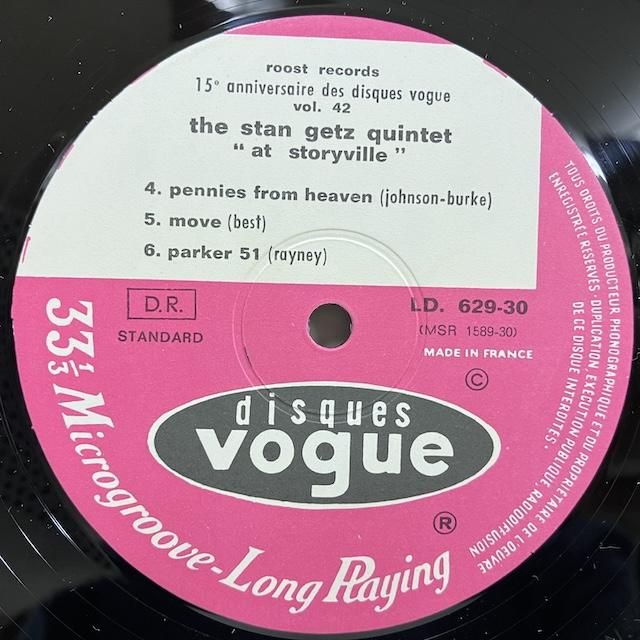 roost records
15e anniversaire des disques vogue
vol. 42
the stan getz quintet
" at storyville "
4. pennies from heaven (johnson-burke)
5. move (best)
6. parker 51 (rayney)
D.R.
STANDARD
LD. 629-30
(MSR 1589-30)
MADE IN FRANCE
©
disques
vogue
®
33 1/3 Microgroove-Long Playing
TOUS DROITS DU PRODUCTEUR PHONOGRAPHIQUE ET DU PROPRIETAIRE DE L'OEUVRE
ENREGISTREE RESERVES - DUPLICATION, EXECUTION PUBLIQUE, RADIODIFFUSION
DE CE DISQUE INTERDITES.